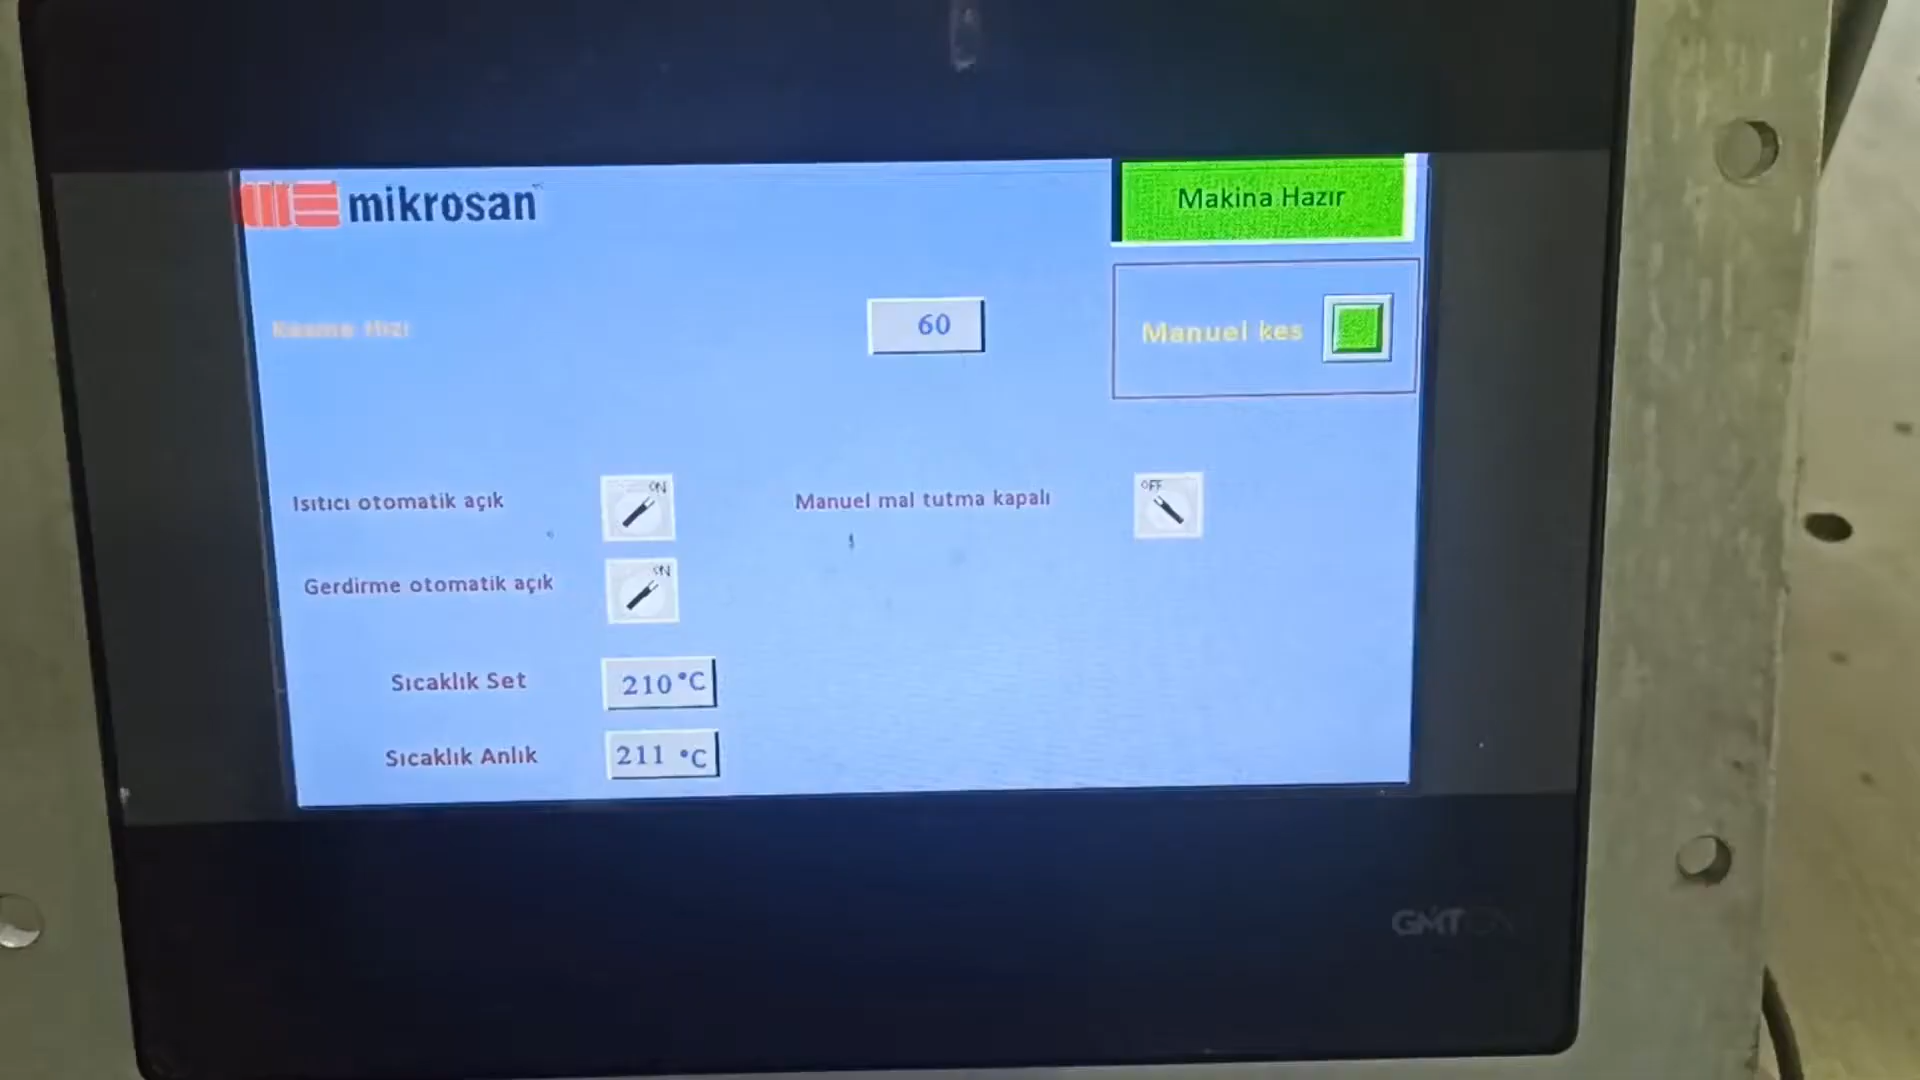 mikrosan
Makina Hazır
Kesme Hızı
60
Manuel kes
Isıtıcı otomatik açık
ON
Manuel mal tutma kapalı
OFF
Gerdirme otomatik açık
ON
Sıcaklık Set
210 °C
Sıcaklık Anlık
211 °C